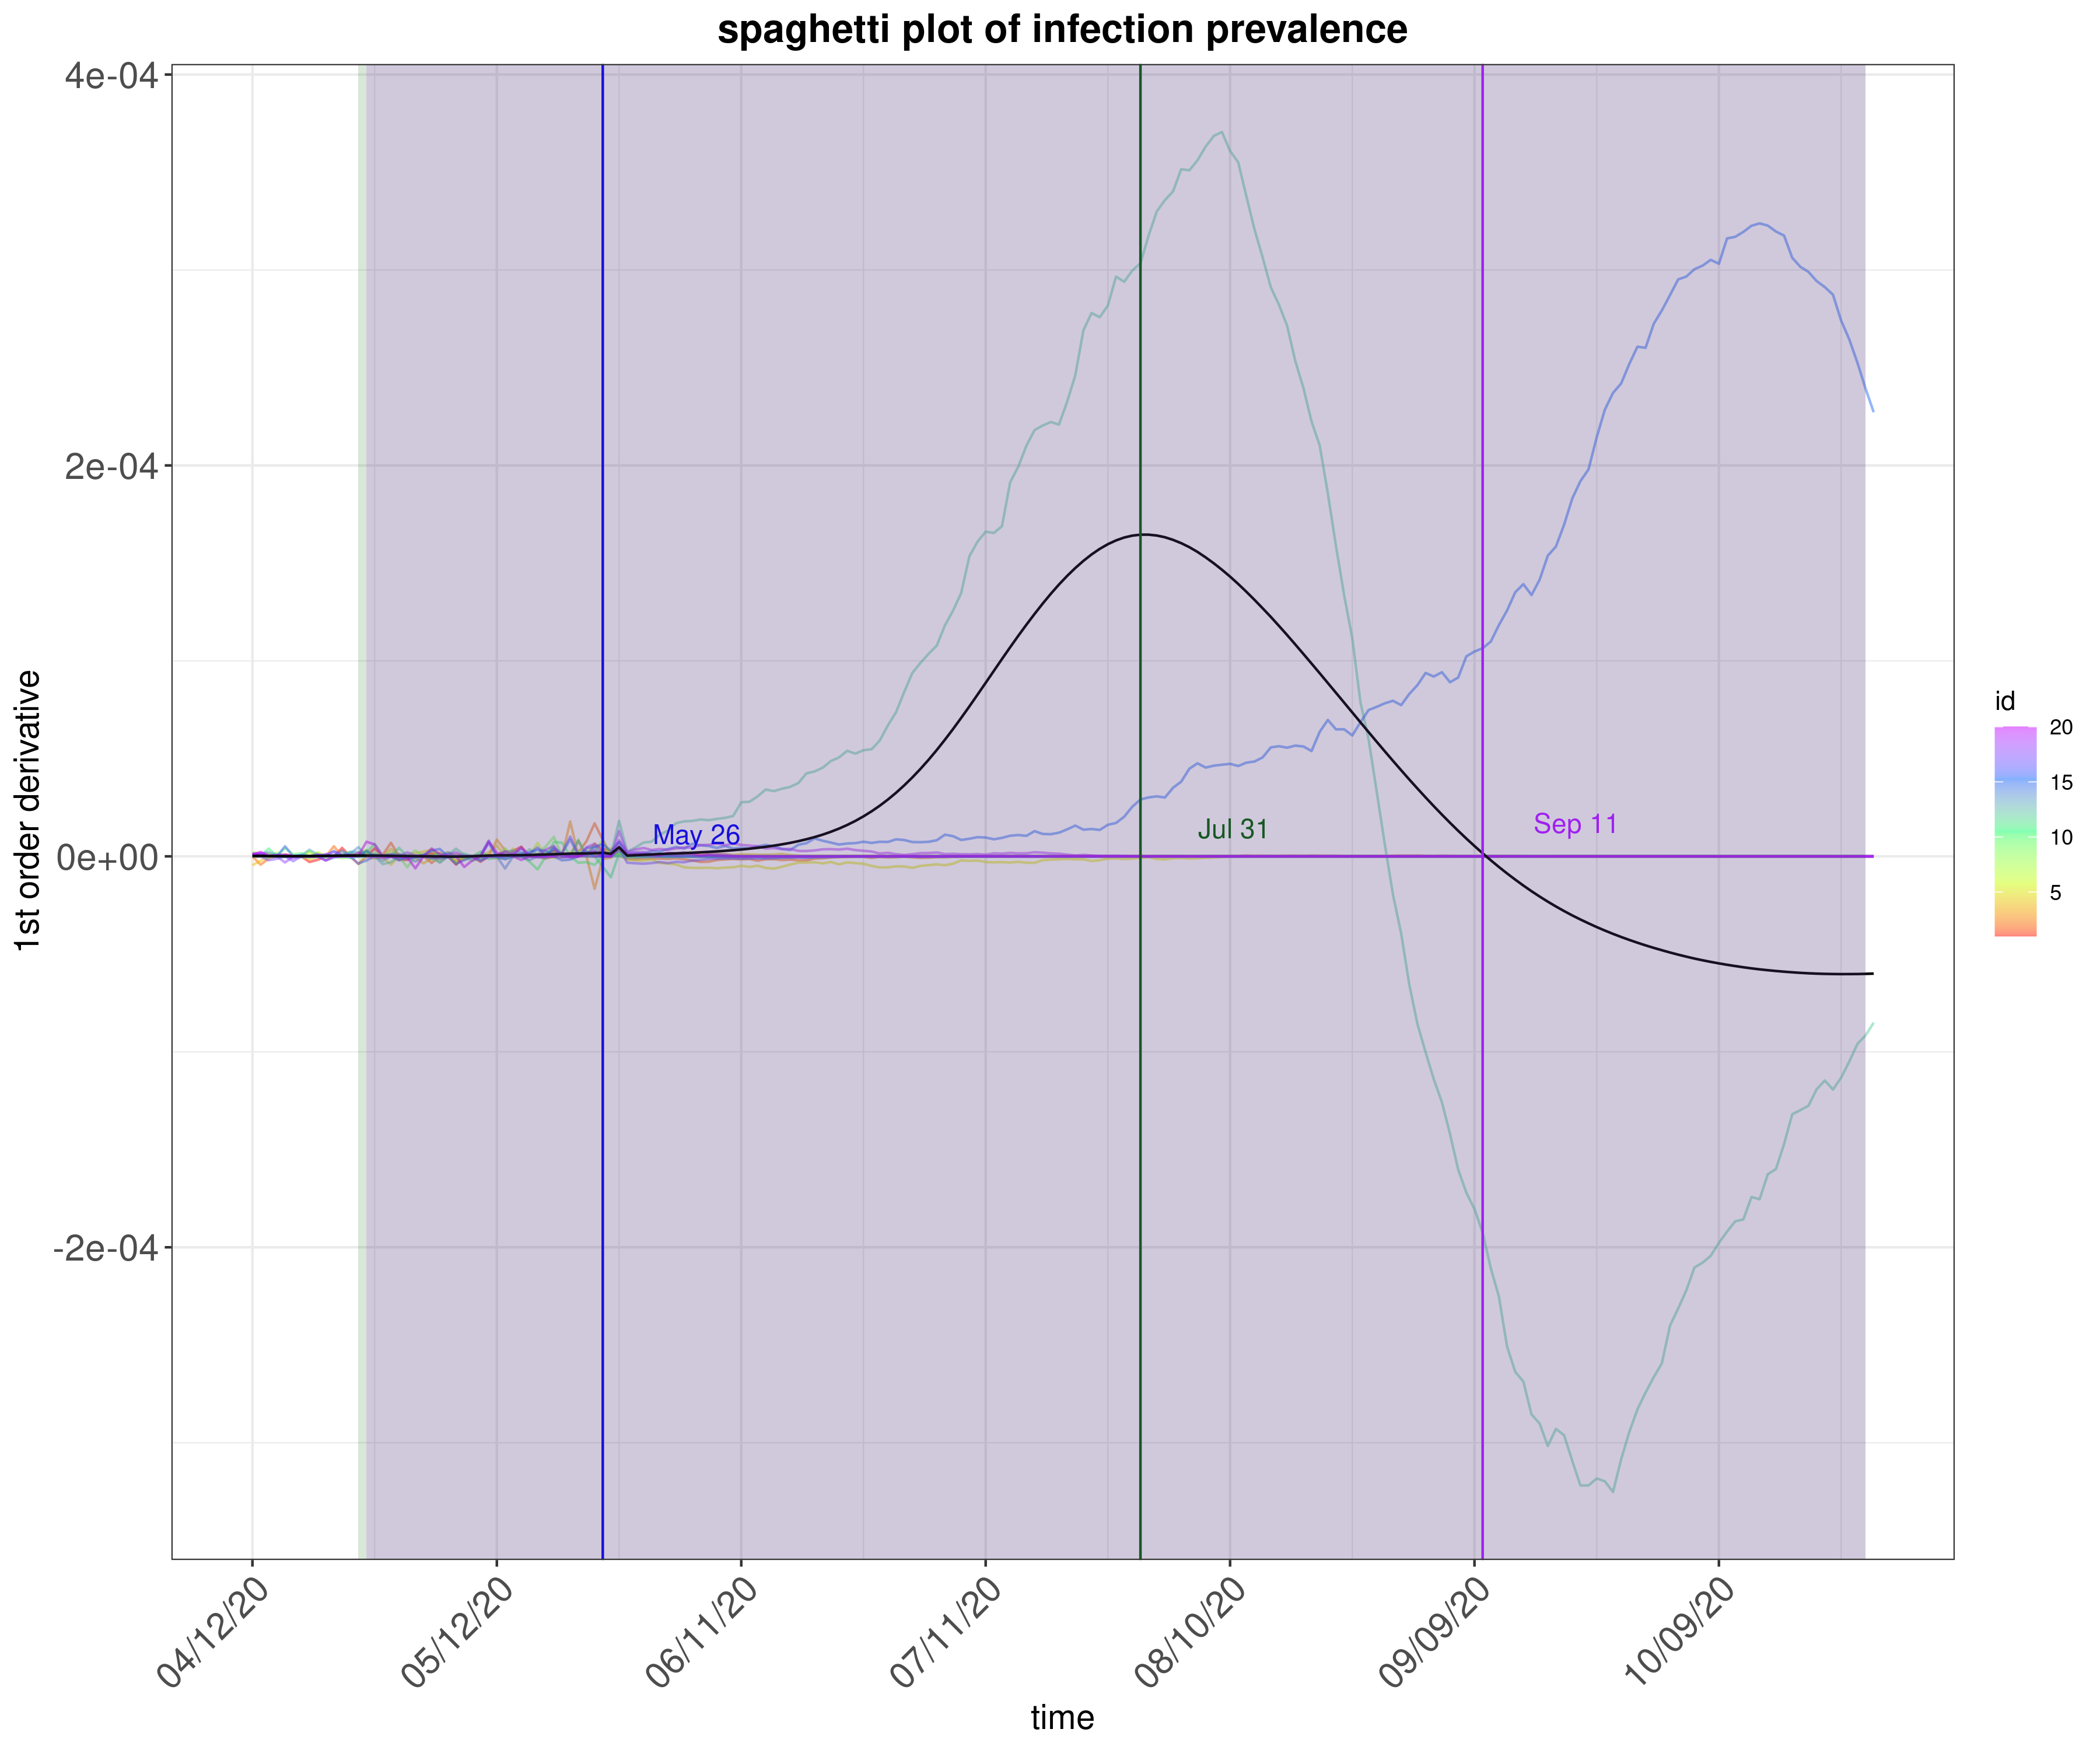 spaghetti plot of infection prevalence
4e-04
2e-04
0e+00
-2e-04
1st order derivative
May 26
Jul 31
Sep 11
id
20
15
10
5
04/12/20
05/12/20
06/11/20
07/11/20
08/10/20
09/09/20
10/09/20
time